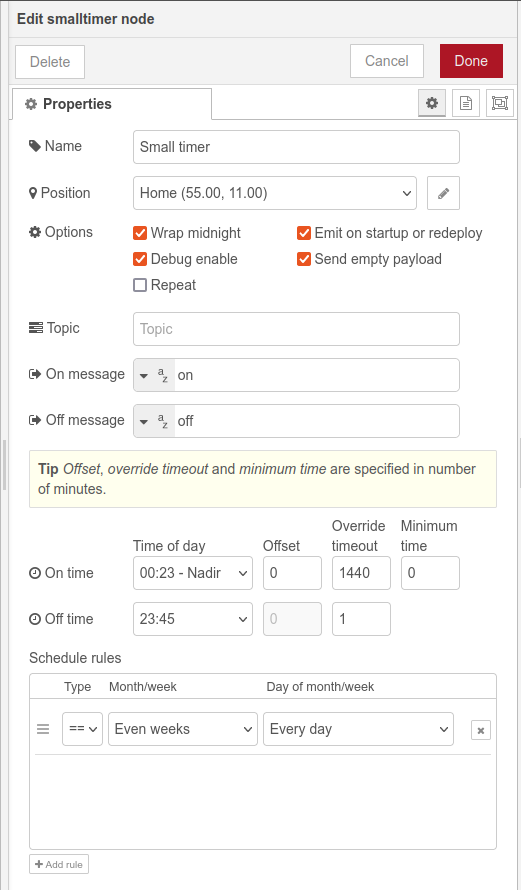 Edit smalltimer node
Delete
Cancel
Done
Properties
Name
Small timer
Position
Home (55.00, 11.00)
Options
Wrap midnight
Emit on startup or redeploy
Debug enable
Send empty payload
Repeat
Topic
Topic
On message
a
z
on
Off message
a
z
off
Tip Offset, override timeout and minimum time are specified in number
of minutes.
Time of day
Offset
Override
timeout
Minimum
time
On time
00:23 - Nadir
0
1440
0
Off time
23:45
0
1
Schedule rules
Type
Month/week
Day of month/week
==
Even weeks
Every day
Add rule